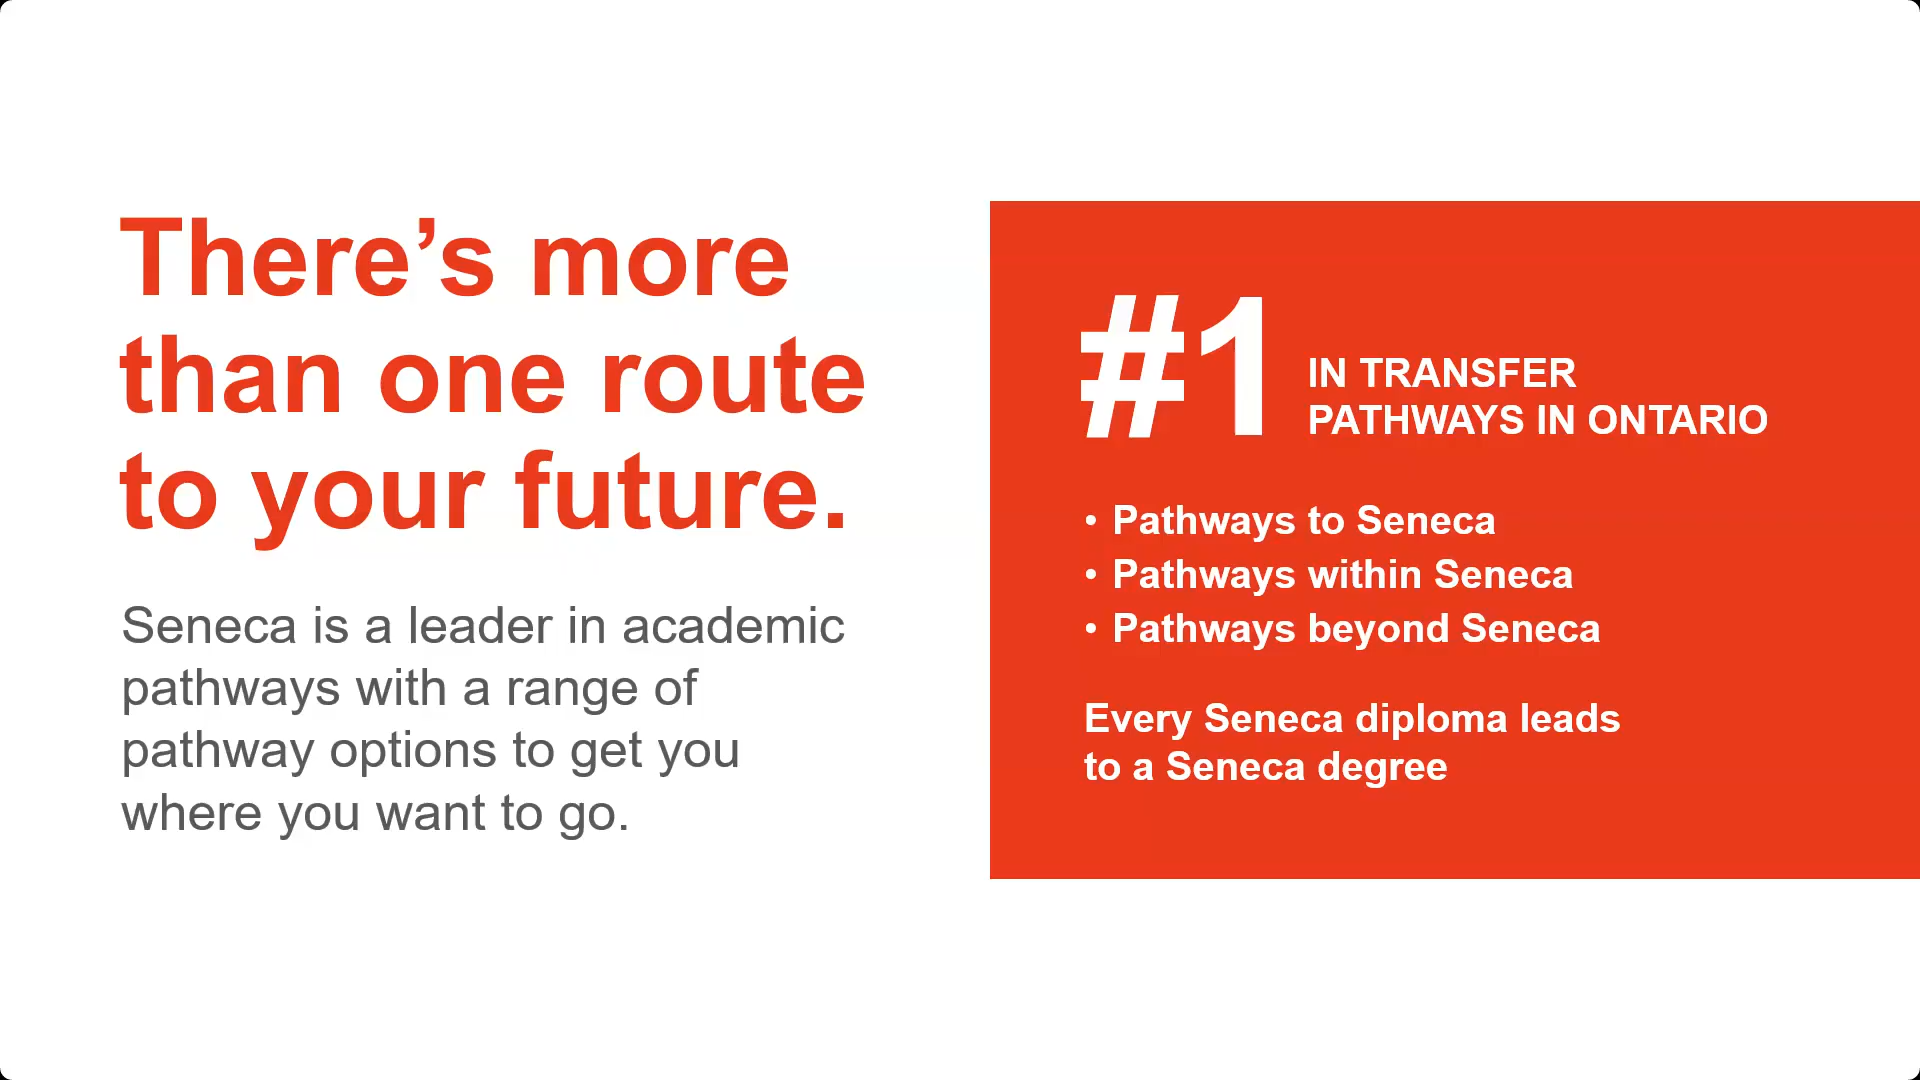 There’s more
than one route
to your future.
Seneca is a leader in academic
pathways with a range of
pathway options to get you
where you want to go.
#1 IN TRANSFER
PATHWAYS IN ONTARIO
• Pathways to Seneca
• Pathways within Seneca
• Pathways beyond Seneca
Every Seneca diploma leads
to a Seneca degree